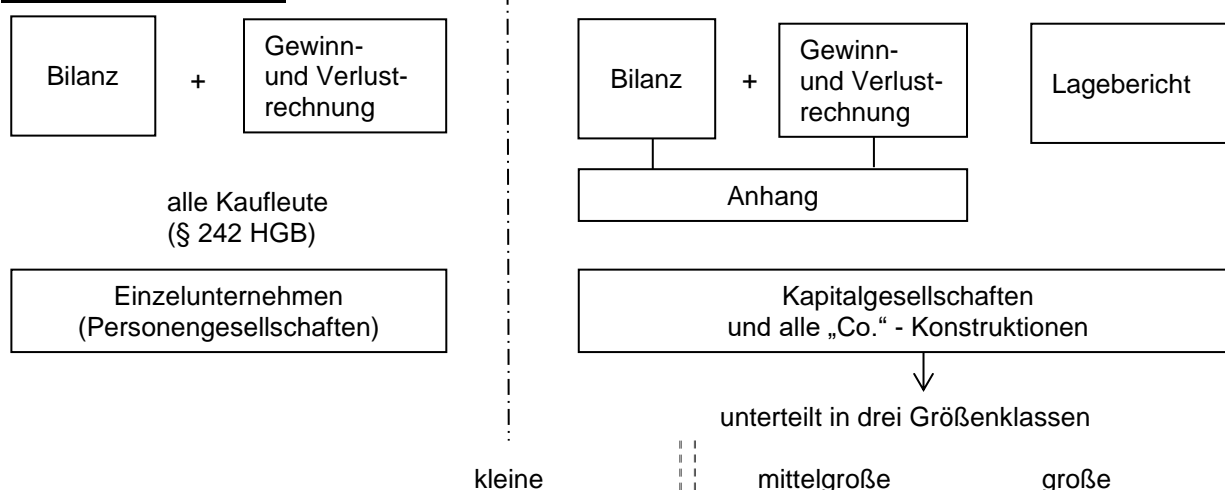 Bilanz
+
Gewinn-
und Verlust-
rechnung
alle Kaufleute
(§ 242 HGB)
Einzelunternehmen
(Personengesellschaften)
Bilanz
+
Gewinn-
und Verlust-
rechnung
Lagebericht
Anhang
Kapitalgesellschaften
und alle „Co.“ - Konstruktionen
unterteilt in drei Größenklassen
kleine
mittelgroße
große